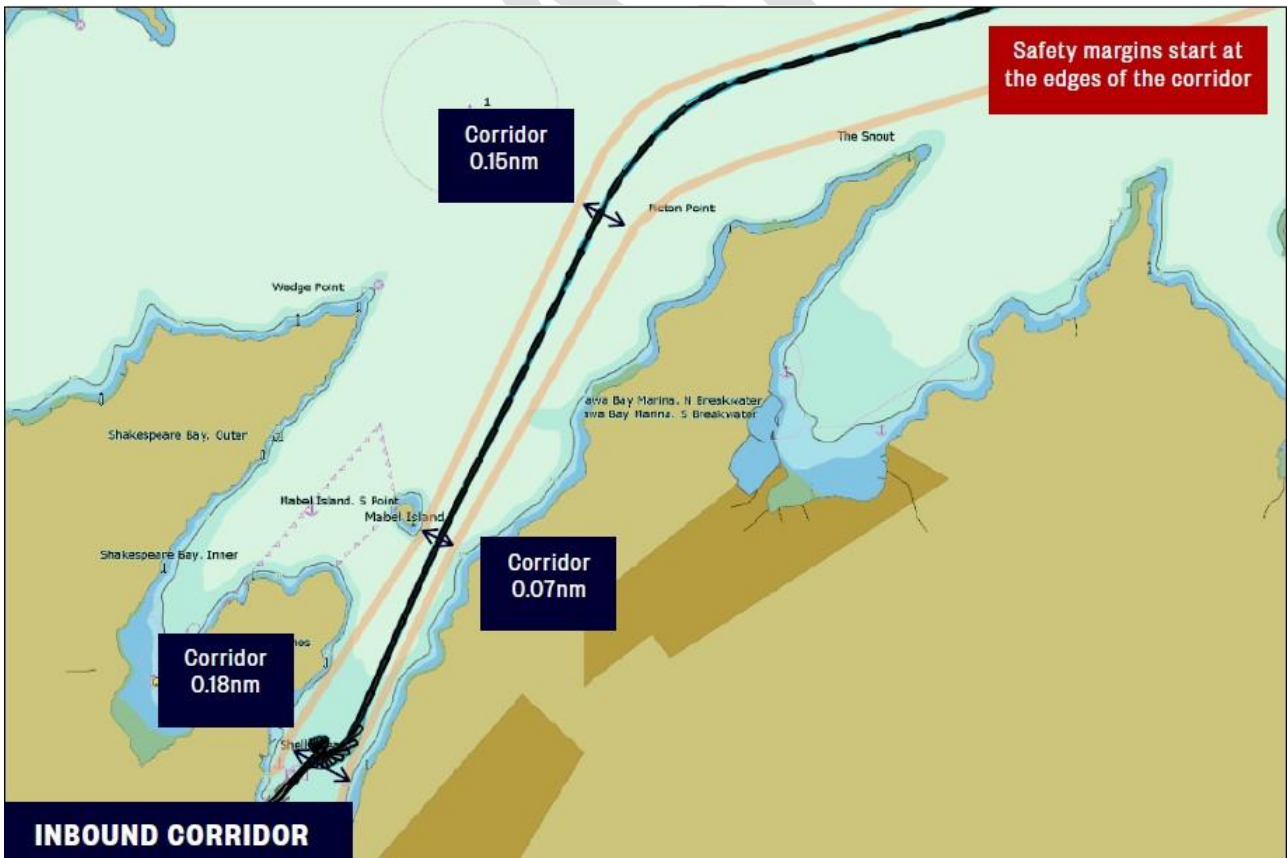 Safety margins start at
the edges of the corridor
1
Corridor
0.15nm
The Snout
Picton Point
Wedge Point
awa Bay Marina. N Breakwater
awa Bay Marina. S Breakwater
Shakespeare Bay. Outer
Mabel Island. S Point
Mabel Island
Shakespeare Bay. Inner
Corridor
0.07nm
Corridor
0.18nm
INBOUND CORRIDOR